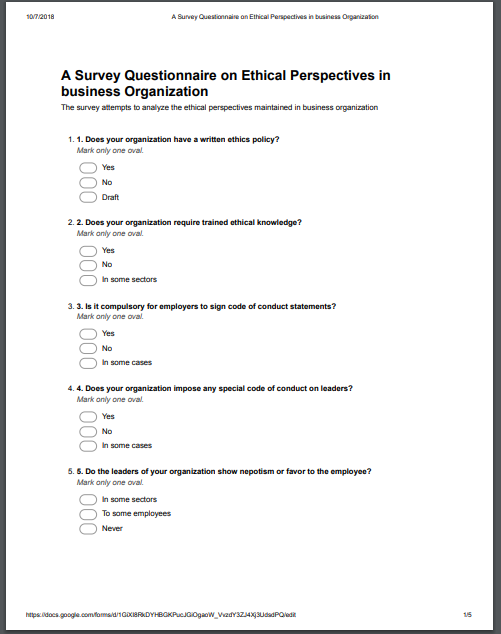 10/7/2018 A Survey Questionnaire on Ethical Perspectives in business Organization
A Survey Questionnaire on Ethical Perspectives in
business Organization
The survey attempts to analyze the ethical perspectives maintained in business organization
1. 1. Does your organization have a written ethics policy?
Mark only one oval.
Yes
No
Draft
2. 2. Does your organization require trained ethical knowledge?
Mark only one oval.
Yes
No
In some sectors
3. 3. Is it compulsory for employers to sign code of conduct statements?
Mark only one oval.
Yes
No
In some cases
4. 4. Does your organization impose any special code of conduct on leaders?
Mark only one oval.
Yes
No
In some cases
5. 5. Do the leaders of your organization show nepotism or favor to the employee?
Mark only one oval.
In some sectors
To some employees
Never
1/5